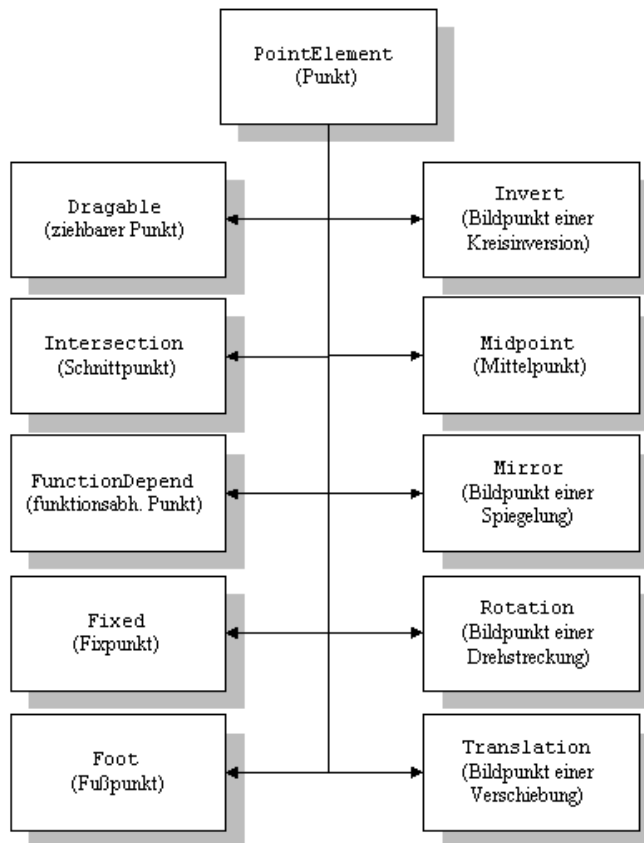 PointElement
(Punkt)
Dragable
(ziehbarer Punkt)
Invert
(Bildpunkt einer
Kreisinversion)
Intersection
(Schnittpunkt)
Midpoint
(Mittelpunkt)
FunctionDepend
(funktionsabh. Punkt)
Mirror
(Bildpunkt einer
Spiegelung)
Fixed
(Fixpunkt)
Rotation
(Bildpunkt einer
Drehstreckung)
Foot
(Fußpunkt)
Translation
(Bildpunkt einer
Verschiebung)